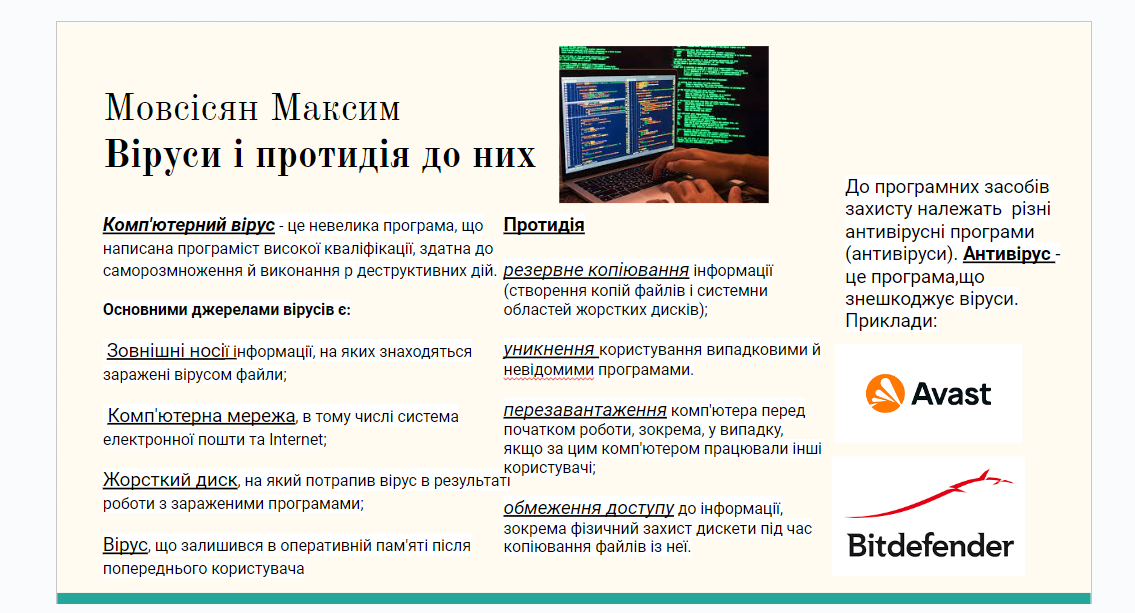 Мовсісян Максим
Віруси і протидія до них
Комп'ютерний вірус - це невелика програма, що
написана програміст високої кваліфікації, здатна до
саморозмноження й виконання р деструктивних дій.
Основними джерелами вірусів є:
Зовнішні носії інформації, на яких знаходяться
заражені вірусом файли;
Комп'ютерна мережа, в тому числі система
електронної пошти та Internet;
Жорсткий диск, на який потрапив вірус в результаті
роботи з зараженими програмами;
Вірус, що залишився в оперативній пам'яті після
попереднього користувача
Протидія
резервне копіювання інформації
(створення копій файлів і системни
областей жорстких дисків);
уникнення користування випадковими й
невідомими програмами.
перезавантаження комп'ютера перед
початком роботи, зокрема, у випадку,
якщо за цим комп'ютером працювали інші
користувачі;
обмеження доступу до інформації,
зокрема фізичний захист дискети під час
копіювання файлів із неї.
До програмних засобів
захисту належать різні
антивірусні програми
(антивіруси). Антивірус -
це програма,що
знешкоджує віруси.
Приклади:
Avast
Bitdefender